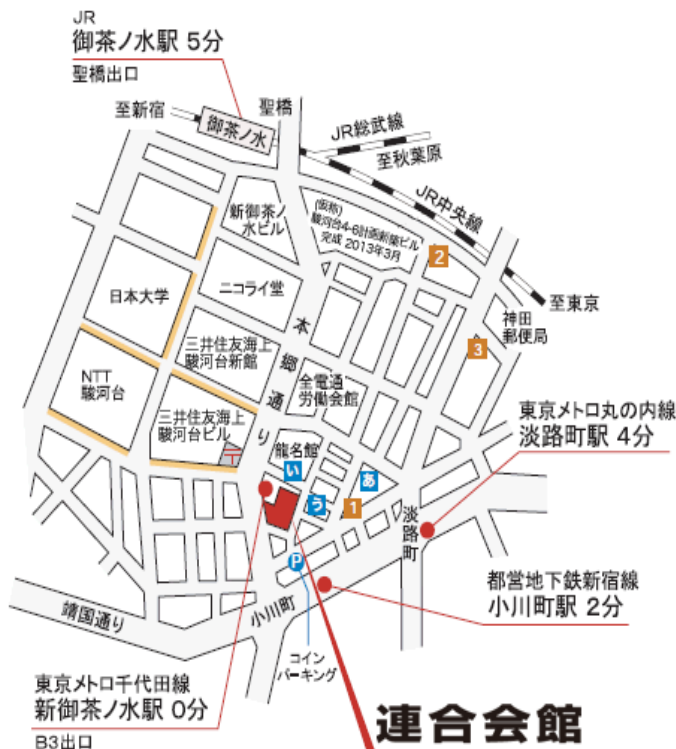 JR
御茶ノ水駅 5分
聖橋出口
至新宿
聖橋
御茶ノ水
JR総武線
至秋葉原
JR中央線
新御茶ノ
水ビル
(仮称)
駿河台4-6計画新築ビル
完成 2013年3月
2
至東京
日本大学
ニコライ堂
本郷通り
神田
郵便局
3
三井住友海上
駿河台新館
NTT
駿河台
全電通
労働会館
三井住友海上
駿河台ビル
〒
龍名館
い
あ
う
1
東京メトロ丸の内線
淡路町駅 4分
淡路町
P
都営地下鉄新宿線
小川町駅 2分
靖国通り
小川町
コイン
パーキング
東京メトロ千代田線
新御茶ノ水駅 0分
B3出口
連合会館